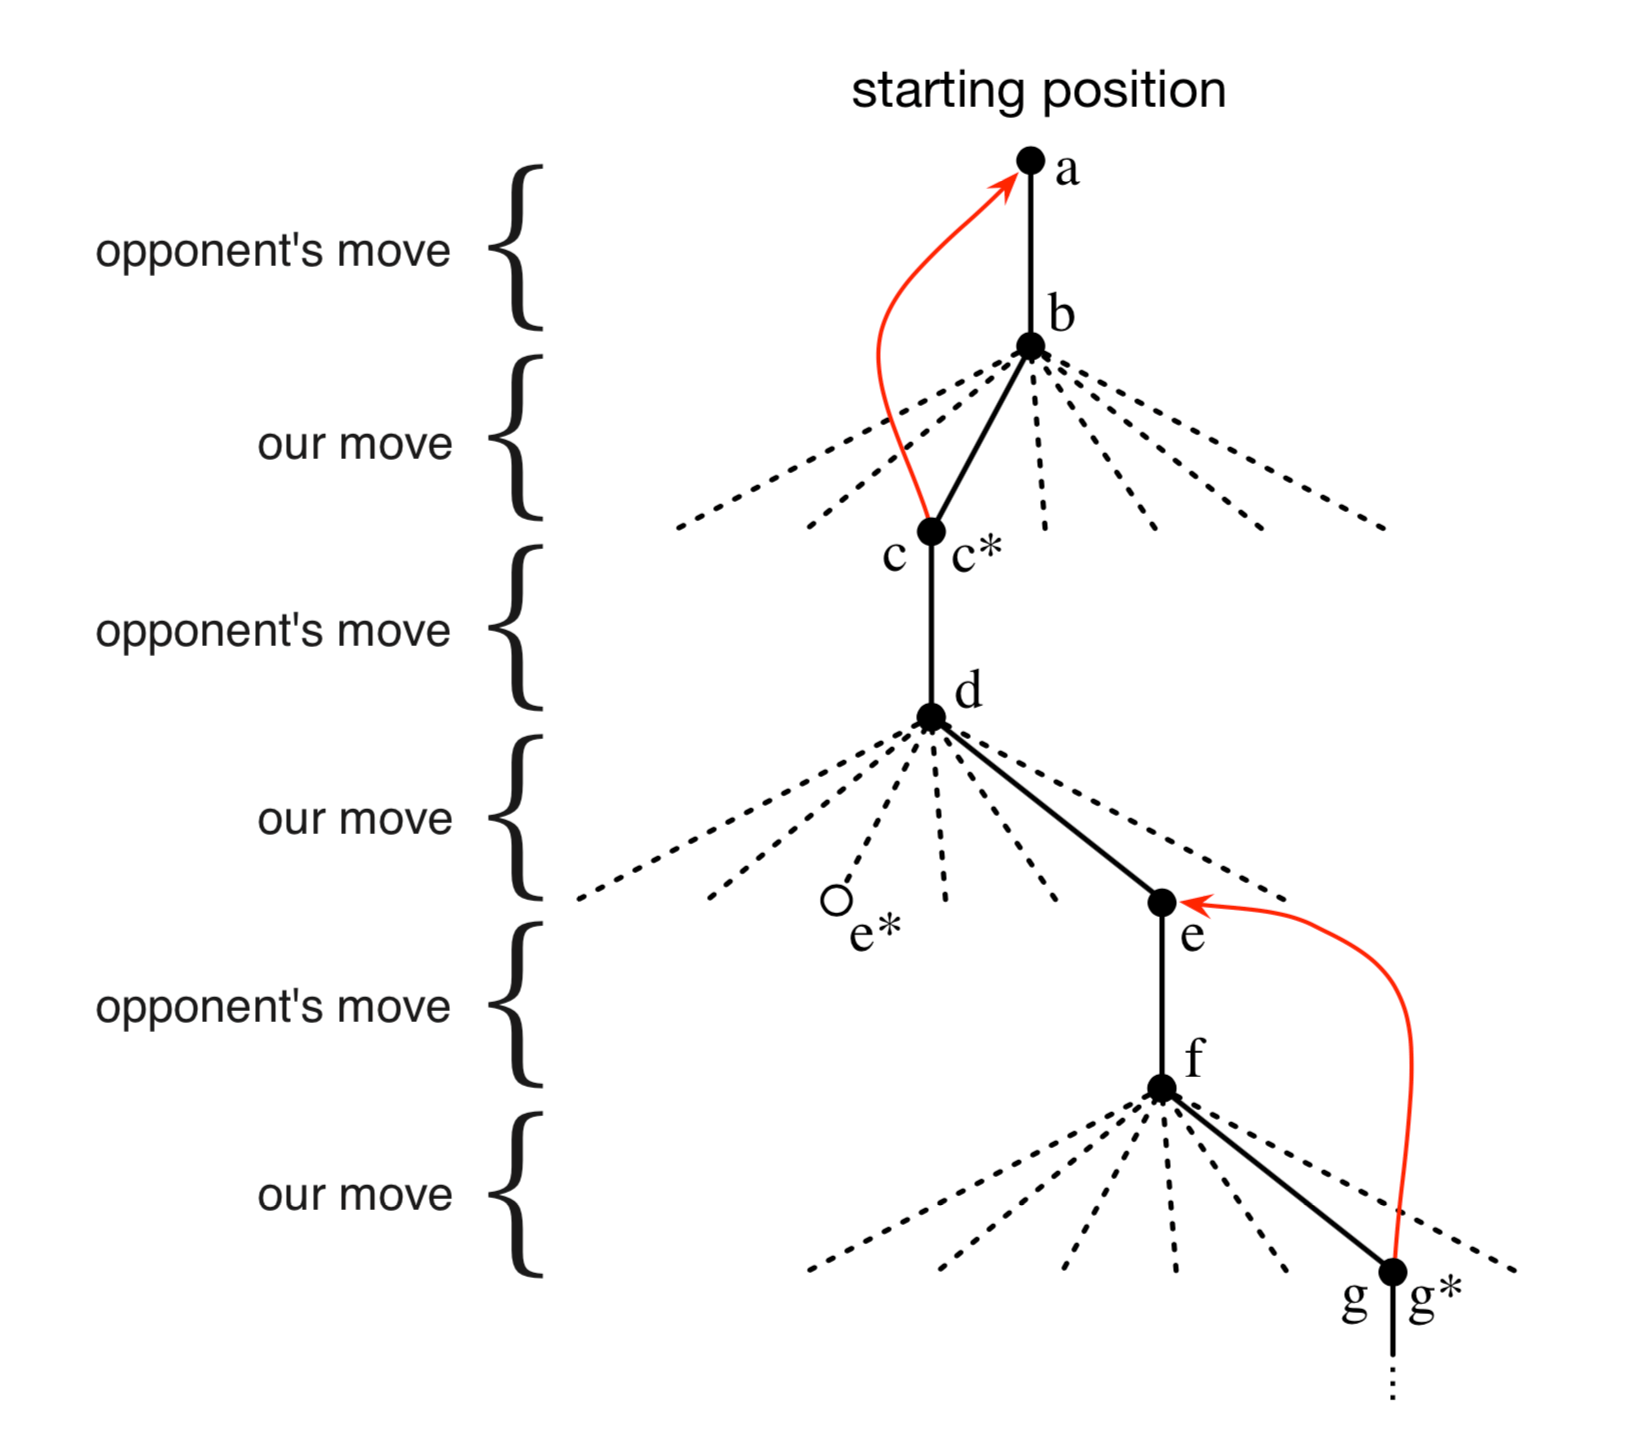 starting position
a
opponent's move
b
our move
c c*
opponent's move
d
our move
e*
e
opponent's move
f
our move
g g*